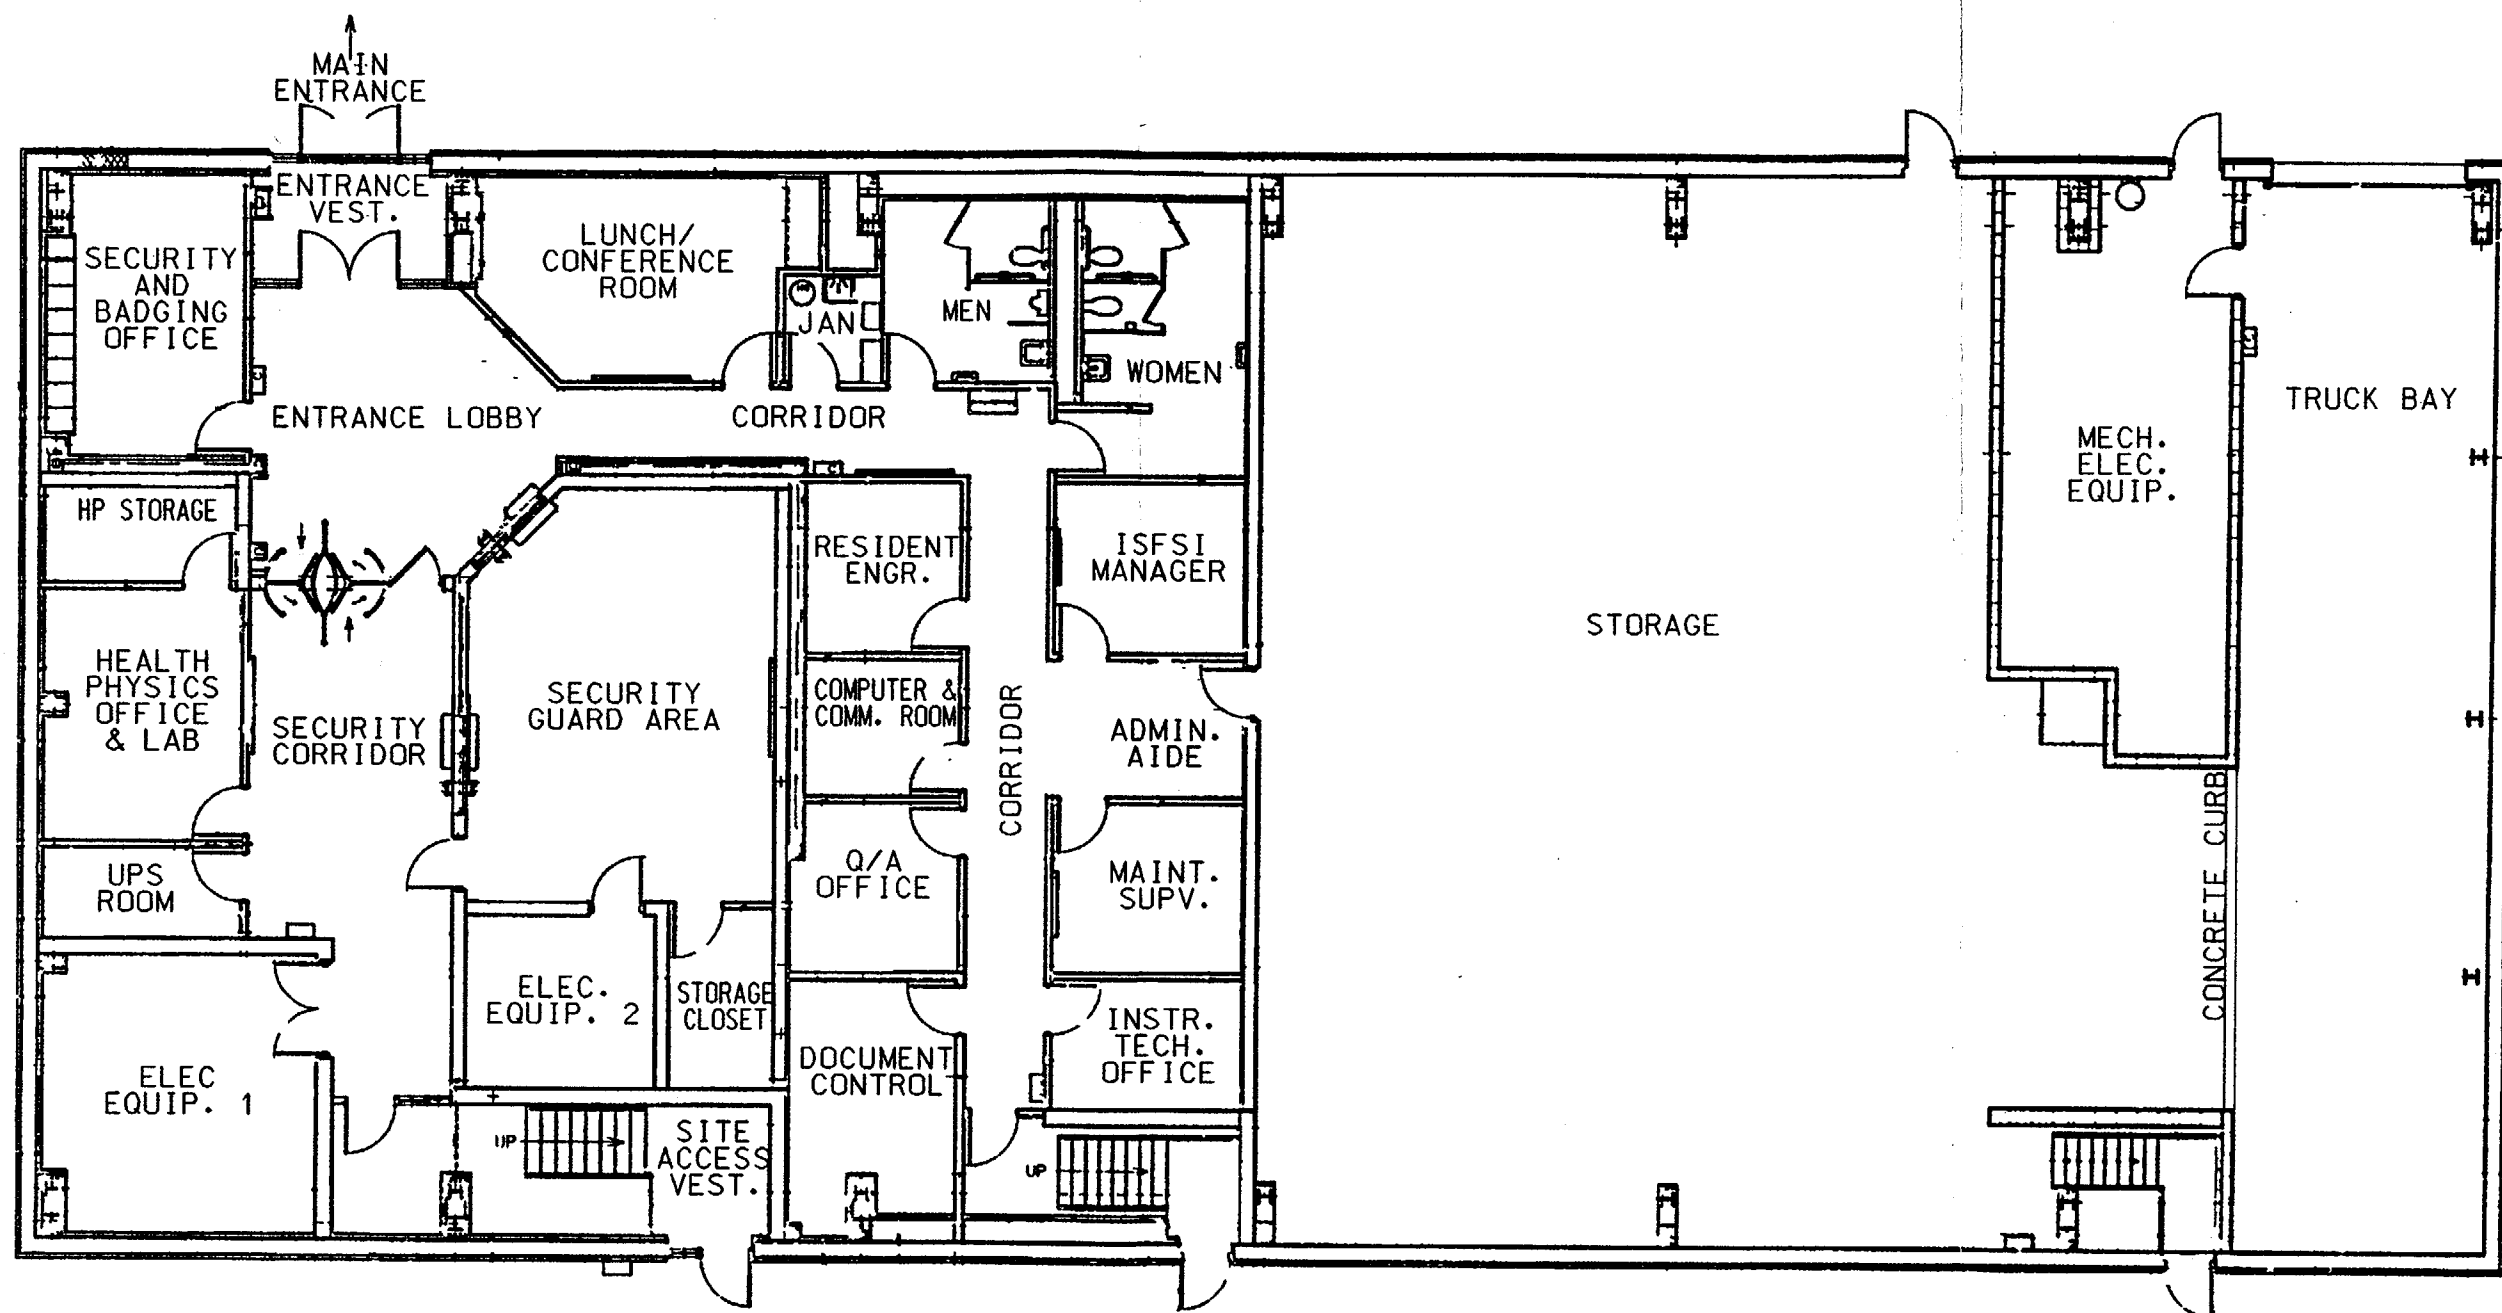 MAIN
ENTRANCE
ENTRANCE
VEST.
SECURITY
AND
BADGING
OFFICE
LUNCH/
CONFERENCE
ROOM
JAN
MEN
WOMEN
ENTRANCE LOBBY
CORRIDOR
TRUCK BAY
MECH.
ELEC.
EQUIP.
HP STORAGE
RESIDENT
ENGR.
ISFSI
MANAGER
STORAGE
HEALTH
PHYSICS
OFFICE
& LAB
SECURITY
CORRIDOR
SECURITY
GUARD AREA
COMPUTER &
COMM. ROOM
CORRIDOR
ADMIN.
AIDE
UPS
ROOM
Q/A
OFFICE
MAINT.
SUPV.
CONCRETE CURB
ELEC.
EQUIP. 2
STORAGE
CLOSET
INSTR.
TECH.
OFFICE
DOCUMENT
CONTROL
ELEC
EQUIP. 1
UP
SITE
ACCESS
VEST.
UP